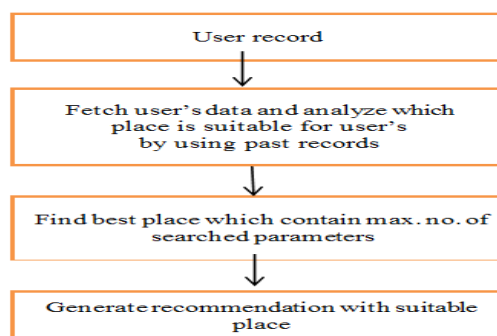 User record
Fetch user's data and analyze which
place is suitable for user's
by using past records
Find best place which contain max. no. of
searched parameters
Generate recommendation with suitable
place